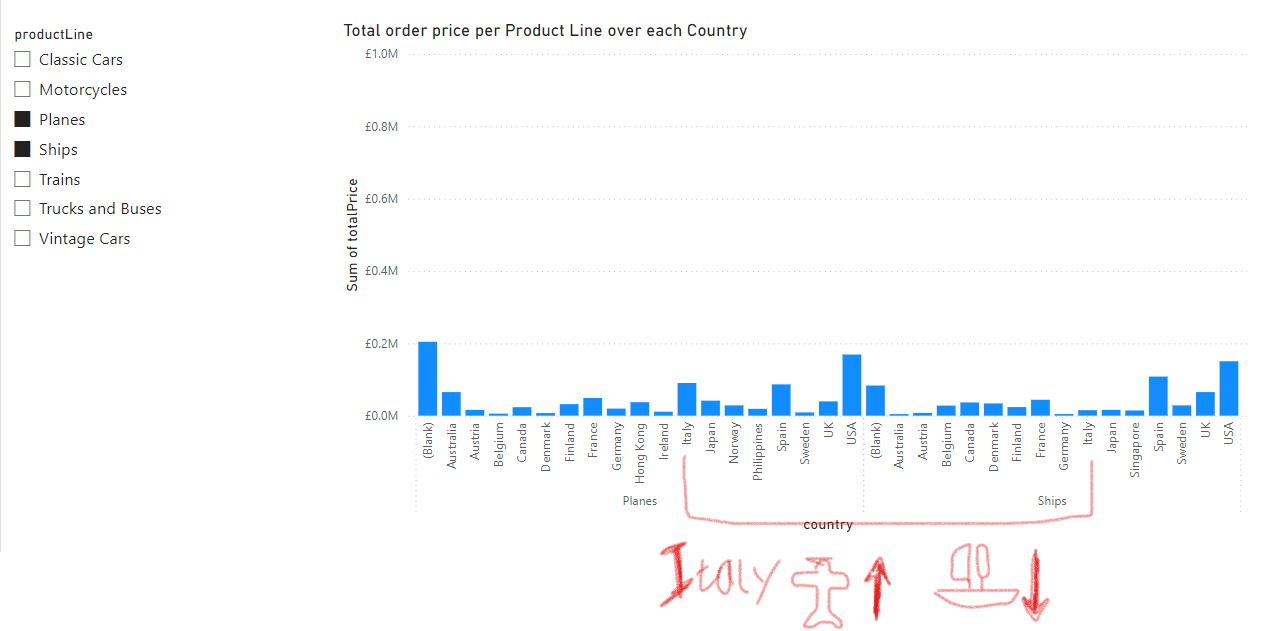 productLine
Classic Cars
Motorcycles
Planes
Ships
Trains
Trucks and Buses
Vintage Cars
Total order price per Product Line over each Country
£1.0M
£0.8M
£0.6M
£0.4M
£0.2M
£0.0M
Sum of totalPrice
(Blank)
Australia
Austria
Belgium
Canada
Denmark
Finland
France
Germany
Hong Kong
Ireland
Italy
Japan
Norway
Philippines
Spain
Sweden
UK
USA
(Blank)
Australia
Austria
Belgium
Canada
Denmark
Finland
France
Germany
Italy
Japan
Singapore
Spain
Sweden
UK
USA
Planes
Ships
country
Italy